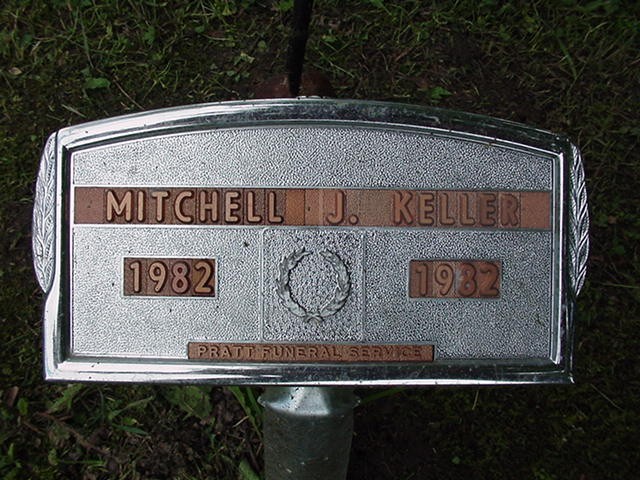 MITCHELL J. KELLER
1982 1982
PRATT FUNERAL SERVICE